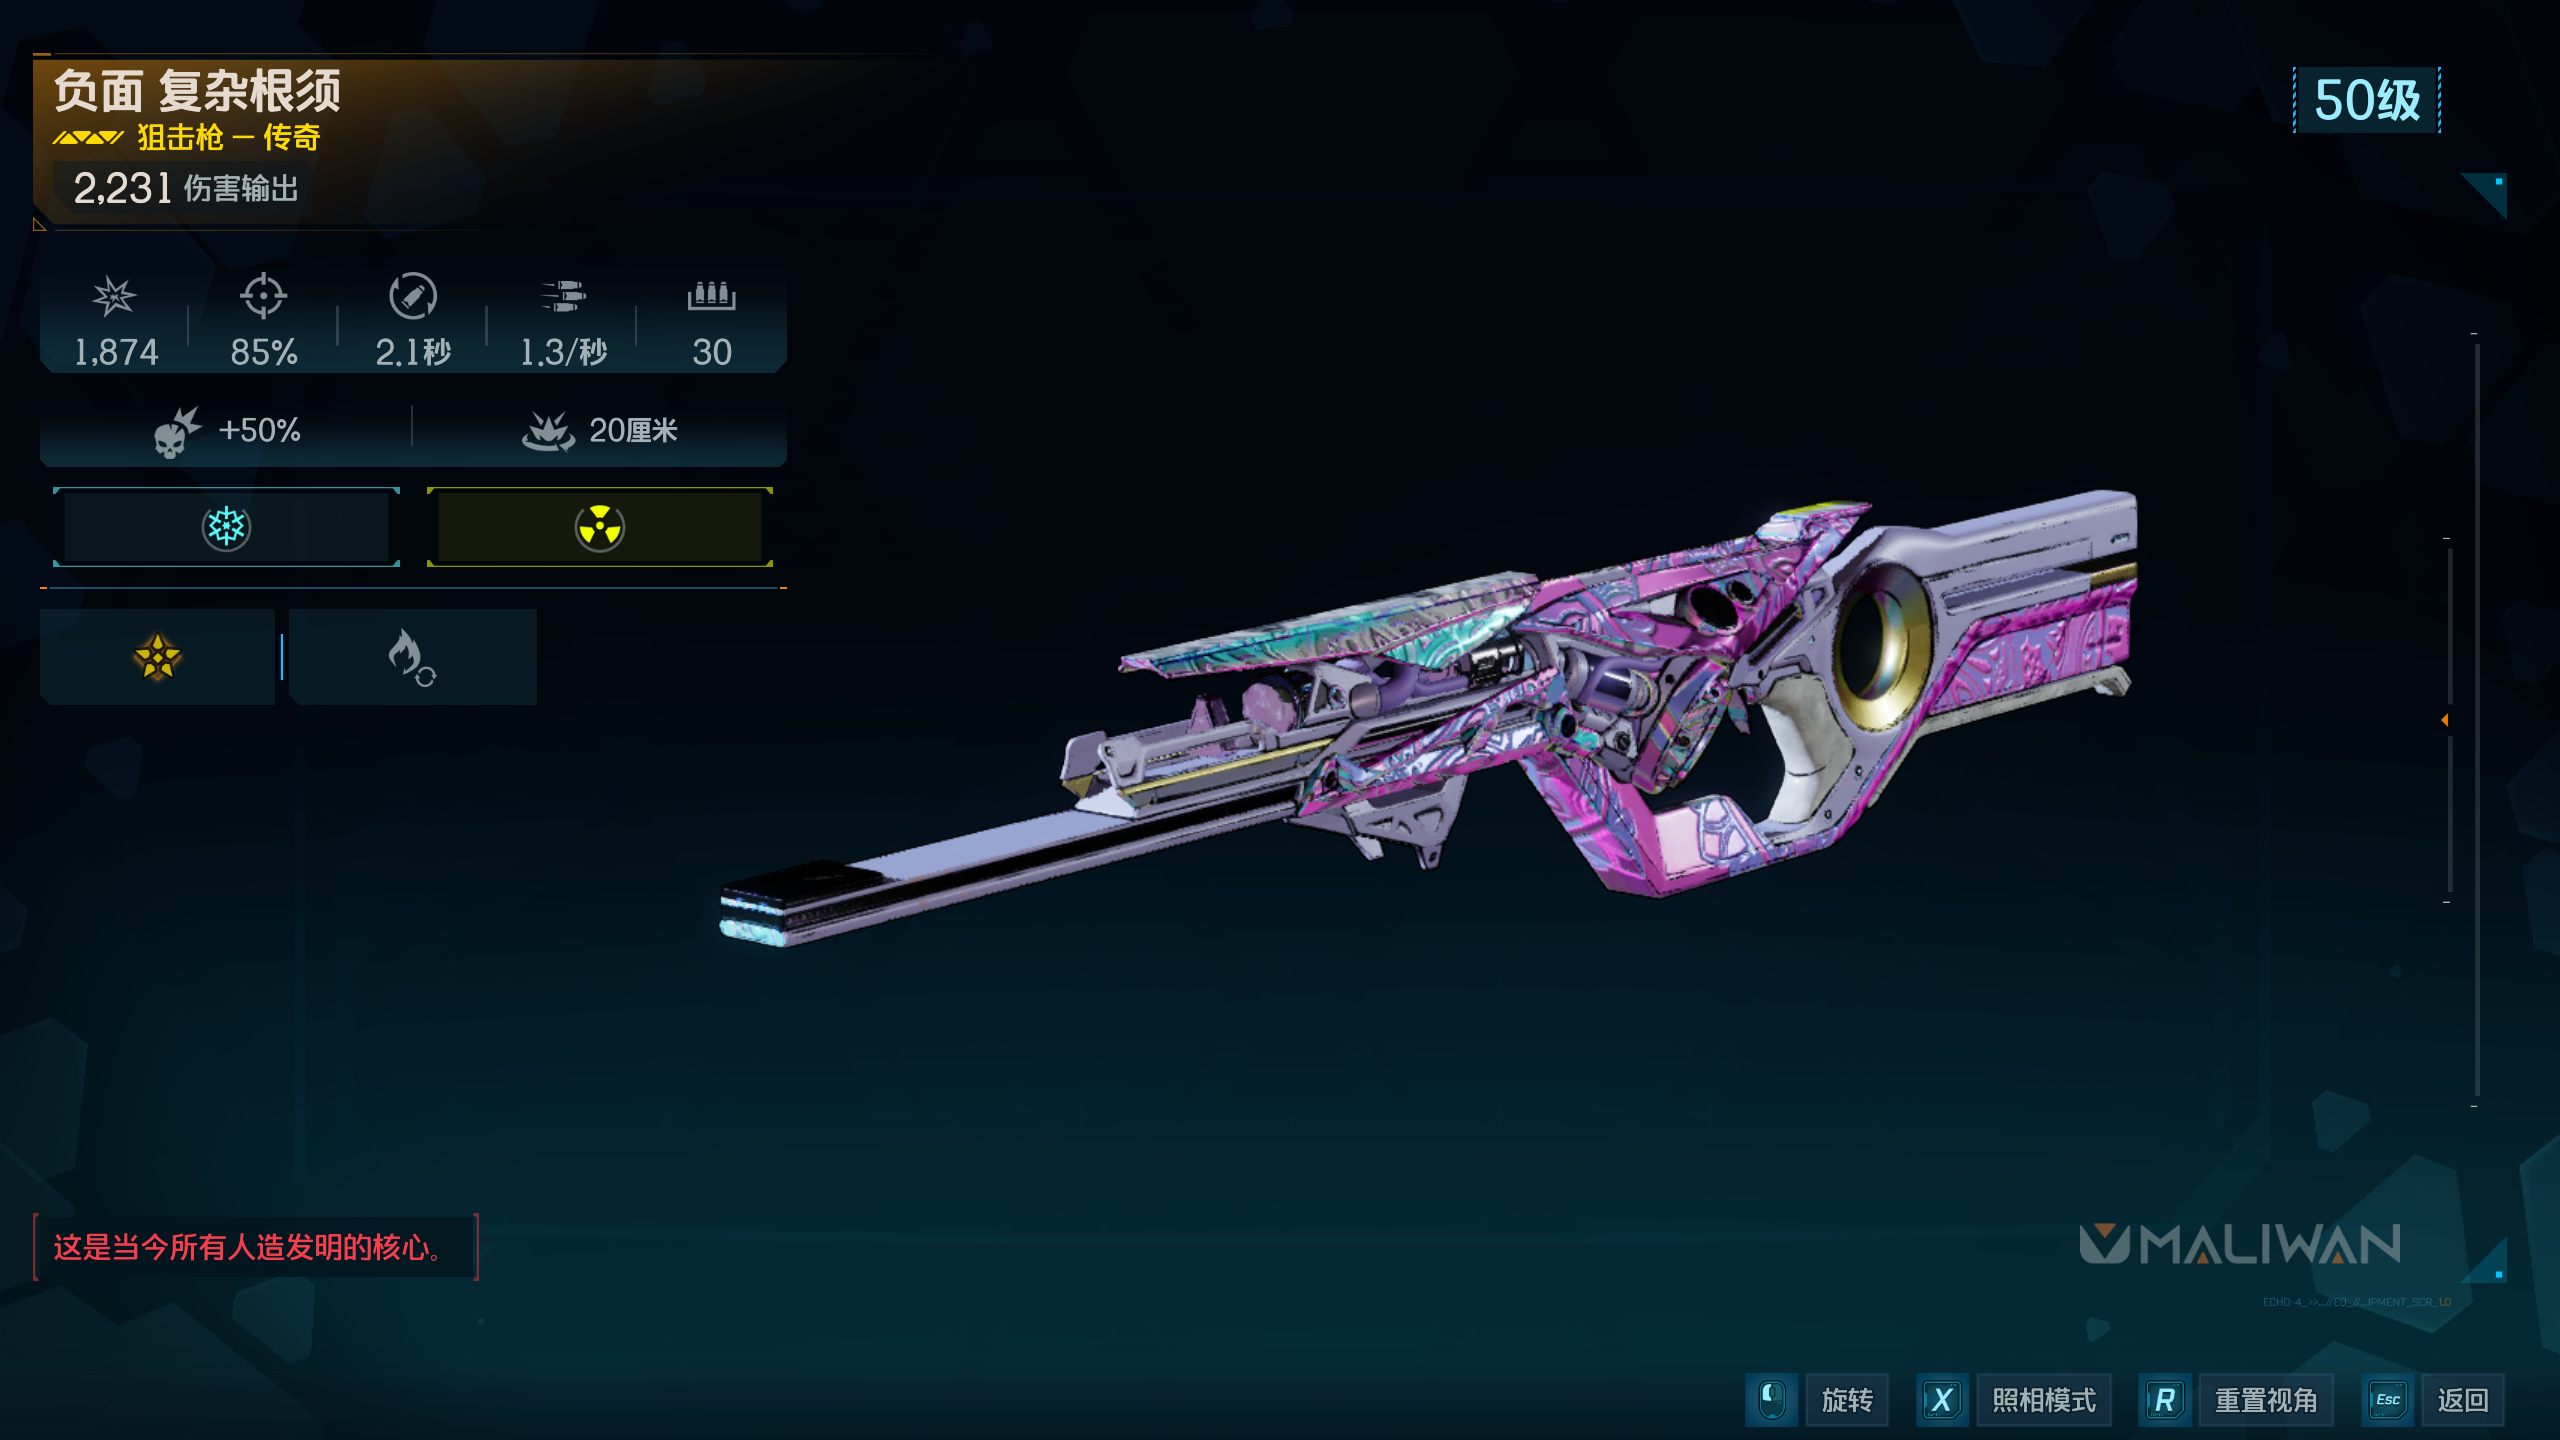 负面 复杂根须
狙击枪 — 传奇
2,231 伤害输出
50级
1,874
85%
2.1秒
1.3/秒
30
+50%
20厘米
这是当今所有人造发明的核心。
MALIWAN
旋转
X 照相模式
R 重置视角
Esc 返回